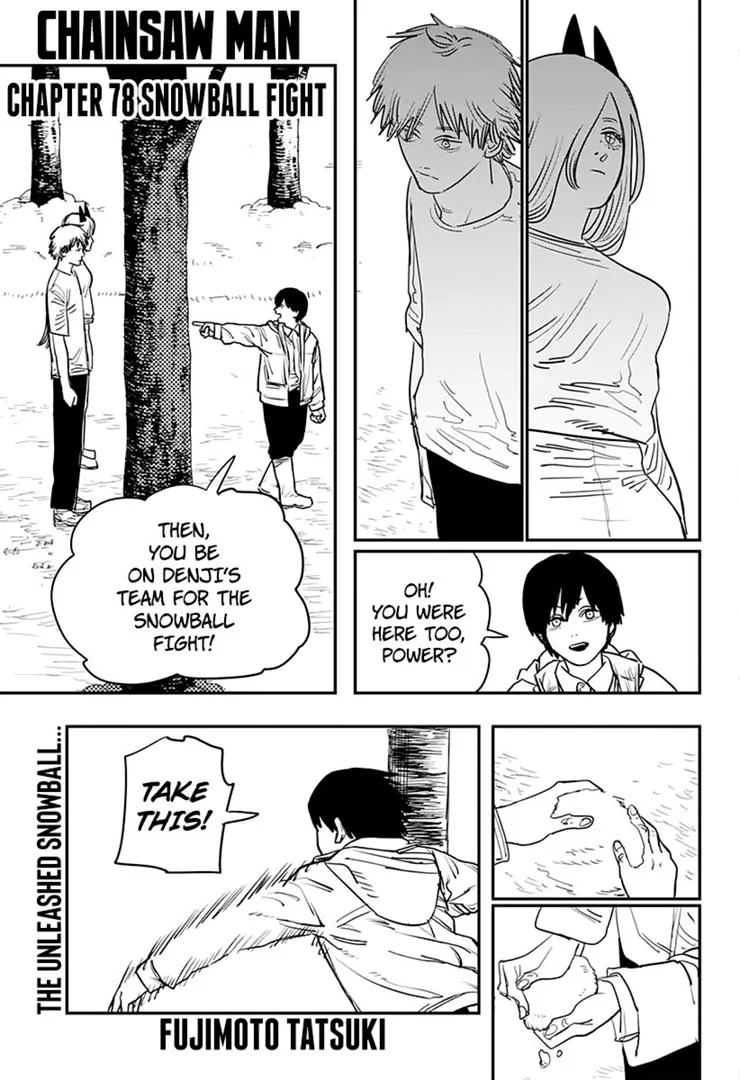 CHAINSAW MAN
CHAPTER 78 SNOWBALL FIGHT
OH!
YOU WERE
HERE TOO,
POWER?
THEN,
YOU BE
ON DENJI'S
TEAM FOR THE
SNOWBALL
FIGHT!
TAKE
THIS!
THE UNLEASHED SNOWBALL...
FUJIMOTO TATSUKI